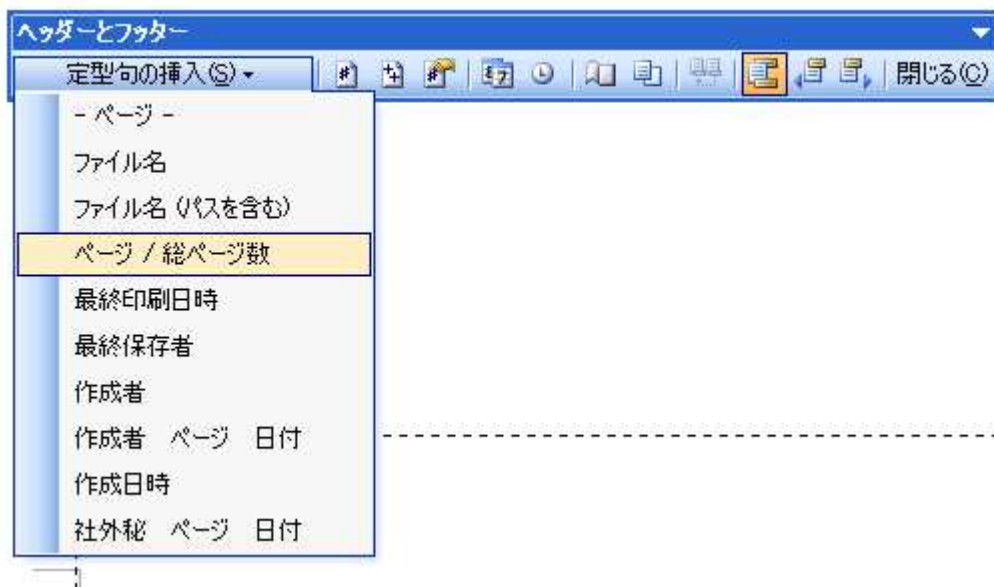 ヘッダーとフッター
定型句の挿入(S) 閉じる(C)
- ページ -
ファイル名
ファイル名 (パスを含む)
ページ / 総ページ数
最終印刷日時
最終保存者
作成者
作成者　ページ　日付
作成日時
社外秘　ページ　日付